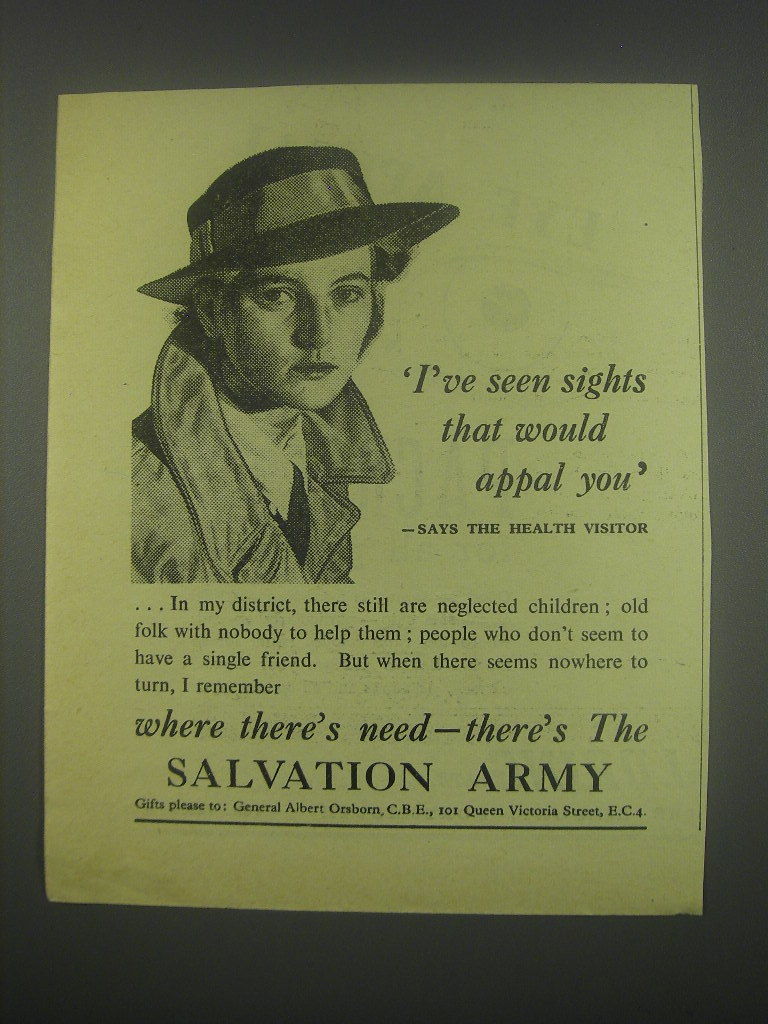 ‘I’ve seen sights
that would
appal you’
—SAYS THE HEALTH VISITOR
. . . In my district, there still are neglected children ; old
folk with nobody to help them ; people who don’t seem to
have a single friend. But when there seems nowhere to
turn, I remember
where there’s need—there’s The
SALVATION ARMY
Gifts please to: General Albert Orsborn, C.B.E., 101 Queen Victoria Street, E.C.4.